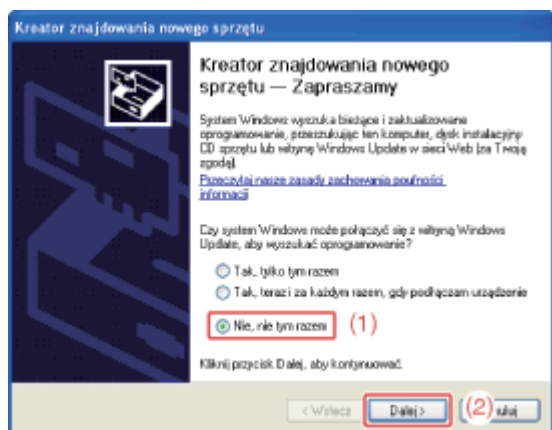 Kreator znajdowania nowego sprzętu
Kreator znajdowania nowego
sprzętu — Zapraszamy
System Windows wyszuka bieżące i zaktualizowane
oprogramowanie, przeszukując ten komputer, dysk instalacyjny
CD sprzętu lub witrynę Windows Update w sieci Web (za Twoją
zgodą).
Przeczytaj nasze zasady zachowania poufności
informacji
Czy system Windows może połączyć się z witryną Windows
Update, aby wyszukać oprogramowanie?
Tak, tylko tym razem
Tak, teraz i za każdym razem, gdy podłączam urządzenie
Nie, nie tym razem (1)
Kliknij przycisk Dalej, aby kontynuować.
< Wstecz Dalej > (2)